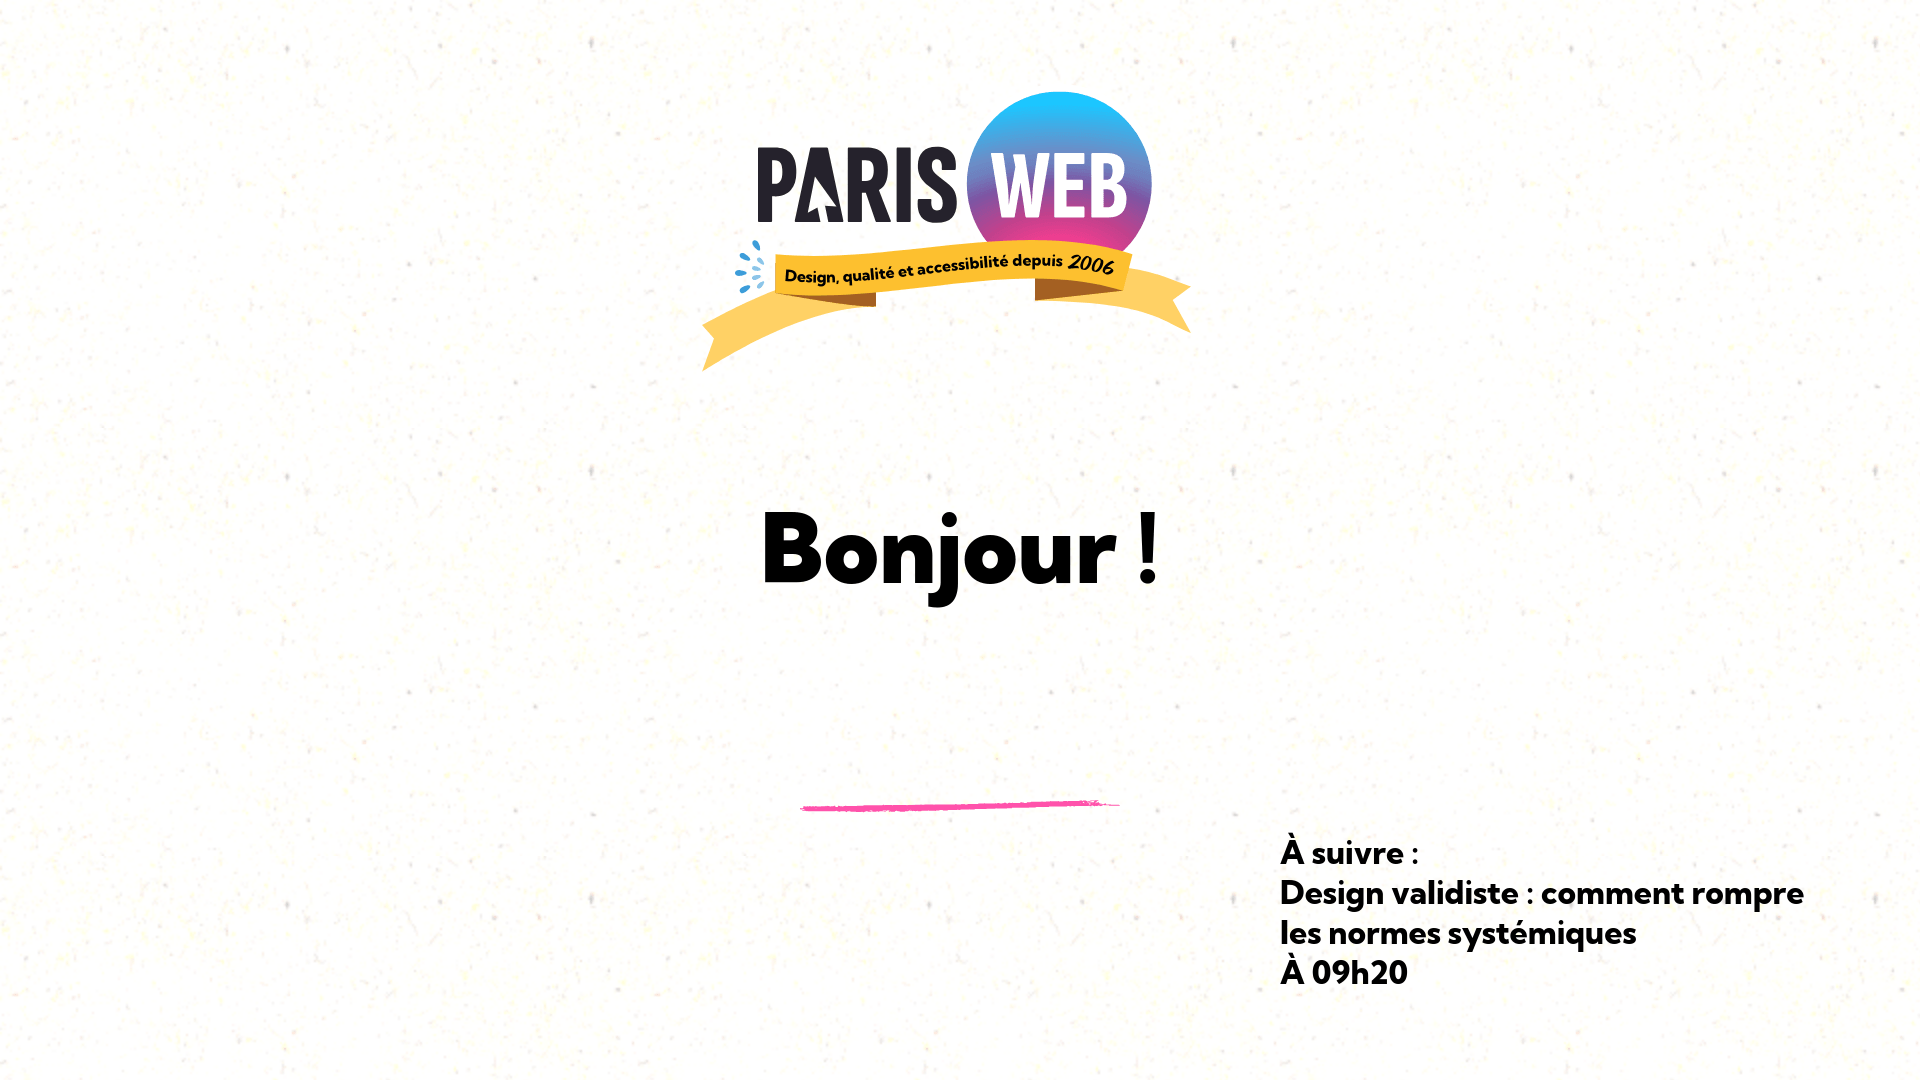 PARIS WEB
Design, qualité et accessibilité depuis 2006
Bonjour !
À suivre :
Design validiste : comment rompre
les normes systémiques
À 09h20